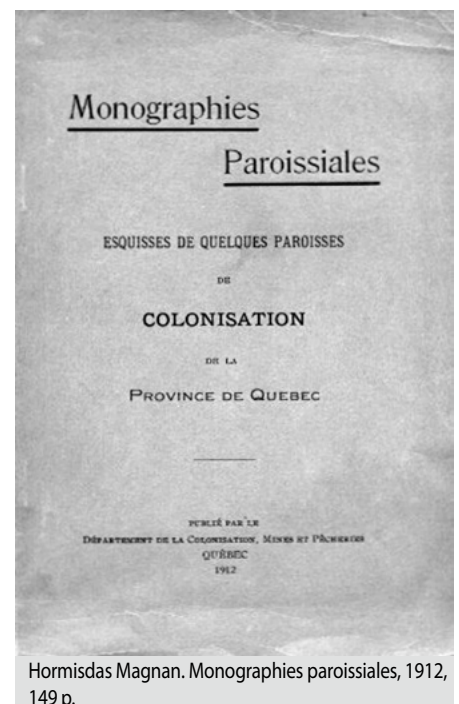 Monographies
Paroissiales
ESQUISSES DE QUELQUES PAROISSES
DE
COLONISATION
DE LA
PROVINCE DE QUEBEC
PUBLIÉ PAR LE
DÉPARTEMENT DE LA COLONISATION, MINES ET PÊCHERIES
QUÉBEC
1912
Hormisdas Magnan. Monographies paroissiales, 1912,
149 p.